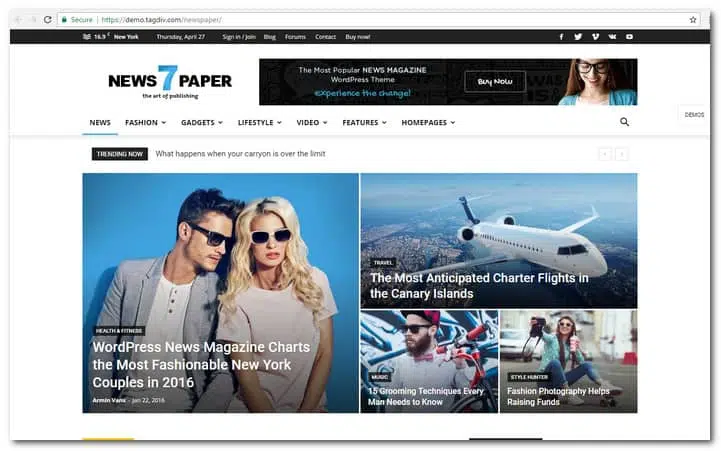 Secure https://demo.tagdiv.com/newspaper/
16.9 C New York Thursday, April 27 Sign in / Join Blog Forums Contact Buy now!
NEWS 7 PAPER
the art of publishing
The Most Popular NEWS MAGAZINE
WordPress Theme
experience the change!
Buy Now
NEWS FASHION GADGETS LIFESTYLE VIDEO FEATURES HOMEPAGES
DEMOS
TRENDING NOW What happens when your carryon is over the limit
HEALTH & FITNESS
WordPress News Magazine Charts
the Most Fashionable New York
Couples in 2016
Armin Vans - Jan 22, 2016
TRAVEL
The Most Anticipated Charter Flights in
the Canary Islands
MUSIC
15 Grooming Techniques Every
Man Needs to Know
STYLE HUNTER
Fashion Photography Helps
Raising Funds